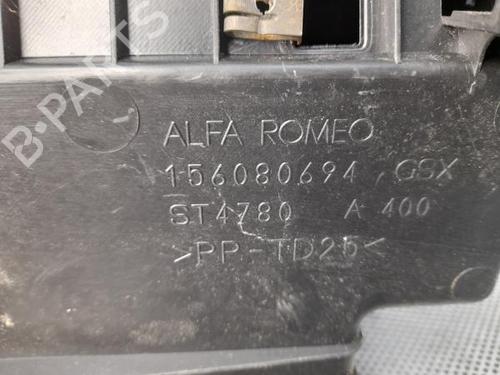 B-PARTS
ALFA ROMEO
156080694 GSX
ST4780 A 400
>PP-TD25<